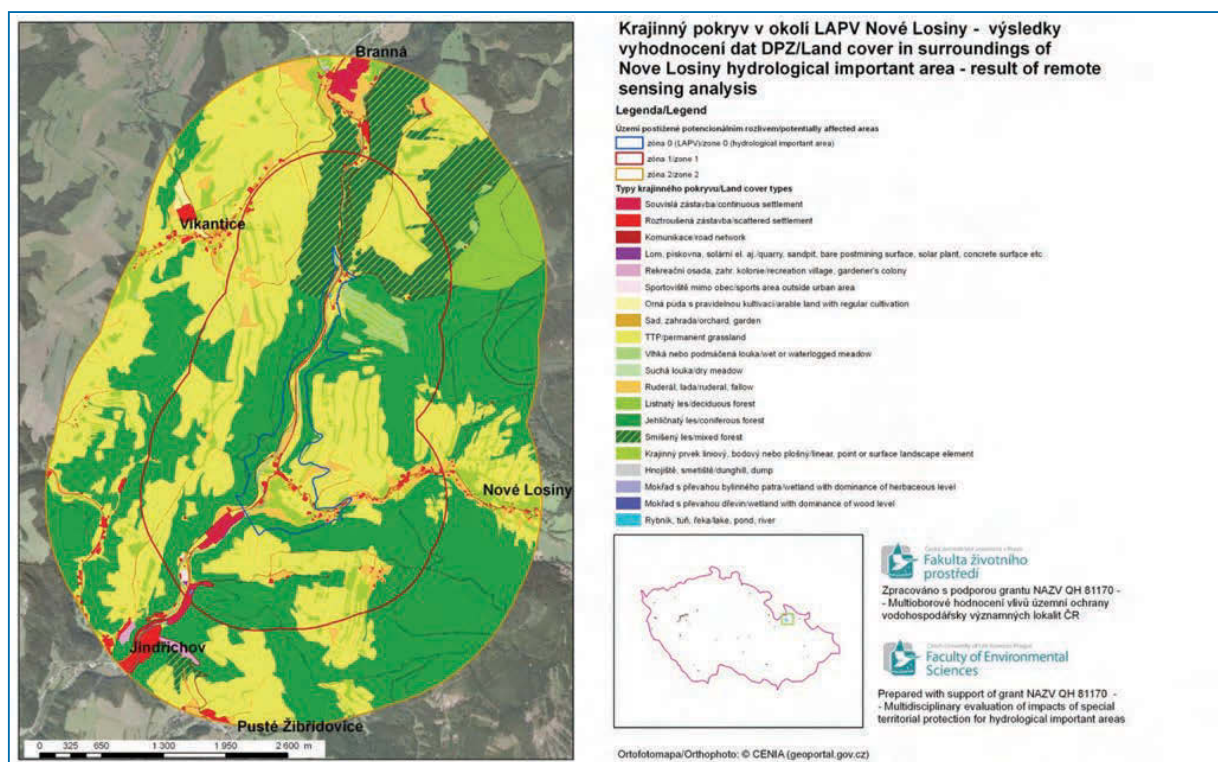 Branná
Vikantice
Nové Losiny
Jindřichov
Pusté Žibřidovice
0 325 650 1 300 1 950 2 600 m
Krajinný pokryv v okolí LAPV Nové Losiny - výsledky
vyhodnocení dat DPZ/Land cover in surroundings of
Nove Losiny hydrological important area - result of remote
sensing analysis
Legenda/Legend
Území postižené potencionálním rozlivem/potentially affected areas
zóna 0 (LAPV)/zone 0 (hydrological important area)
zóna 1/zone 1
zóna 2/zone 2
Typy krajinného pokryvu/Land cover types
Souvislá zástavba/continuous settlement
Roztroušená zástavba/scattered settlement
Komunikace/road network
Lom, pískovna, solární el. aj./quarry, sandpit, bare postmining surface, solar plant, concrete surface etc
Rekreační osada, zahr. kolonie/recreation village, gardener's colony
Sportoviště mimo obec/sports area outside urban area
Orná půda s pravidelnou kultivací/arable land with regular cultivation
Sad, zahrada/orchard, garden
TTP/permanent grassland
Vlhká nebo podmáčená louka/wet or waterlogged meadow
Suchá louka/dry meadow
Ruderál, lada/ruderal, fallow
Listnatý les/deciduous forest
Jehličnatý les/coniferous forest
Smíšený les/mixed forest
Krajinný prvek liniový, bodový nebo plošný/linear, point or surface landscape element
Hnojiště, smetiště/dunghill, dump
Mokřad s převahou bylinného patra/wetland with dominance of herbaceous level
Mokřad s převahou dřevin/wetland with dominance of wood level
Rybník, tuň, řeka/lake, pond, river
Česká zemědělská univerzita v Praze
Fakulta životního
prostředí
Zpracováno s podporou grantu NAZV QH 81170 -
- Multioborové hodnocení vlivů územní ochrany
vodohospodářsky významných lokalit ČR
Czech University of Life Sciences Prague
Faculty of Environmental
Sciences
Prepared with support of grant NAZV QH 81170 -
- Multidisciplinary evaluation of impacts of special
territorial protection for hydrological important areas
Ortofotomapa/Orthophoto: © CENIA (geoportal.gov.cz)